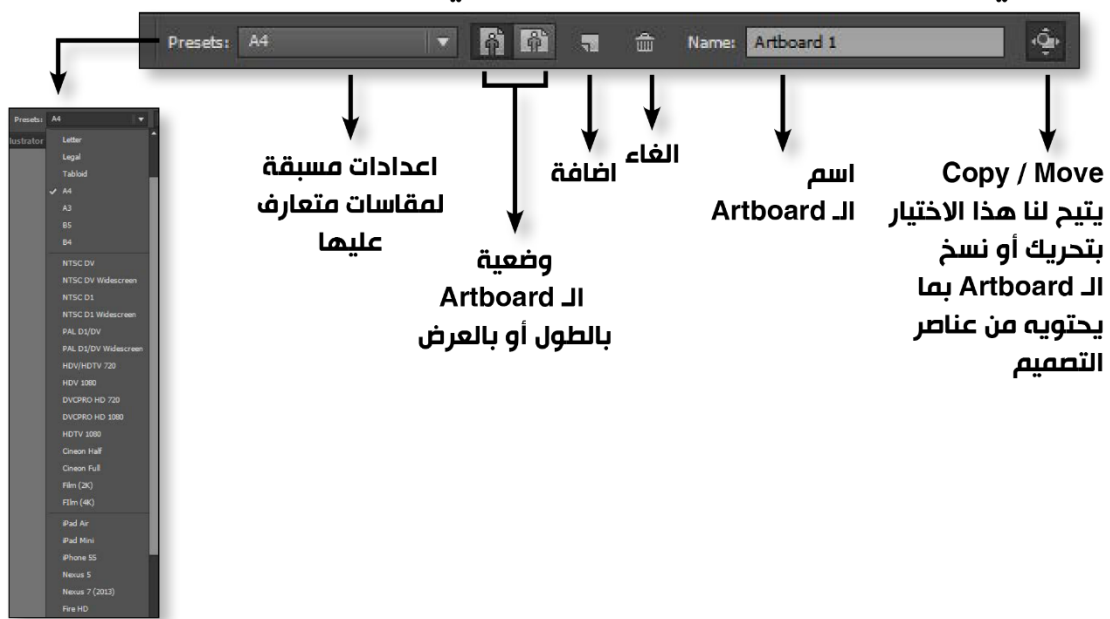 Presets: A4
Name: Artboard 1
اعدادات مسبقة
لمقاسات متعارف
عليها
وضعية
الـ Artboard
بالطول أو بالعرض
اضافة
الغاء
اسم
الـ Artboard
Copy / Move
يتيح لنا هذا الاختيار
بتحريك أو نسخ
الـ Artboard بما
يحتويه من عناصر
التصميم
Presets: A4
lustrator
Letter
Legal
Tabloid
✓ A4
A3
B5
B4
NTSC DV
NTSC DV Widescreen
NTSC D1
NTSC D1 Widescreen
PAL D1/DV
PAL D1/DV Widescreen
HDV/HDTV 720
HDV 1080
DVCPRO HD 720
DVCPRO HD 1080
HDTV 1080
Cineon Half
Cineon Full
Film (2K)
Film (4K)
iPad Air
iPad Mini
iPhone 5S
Nexus 5
Nexus 7 (2013)
Fire HD